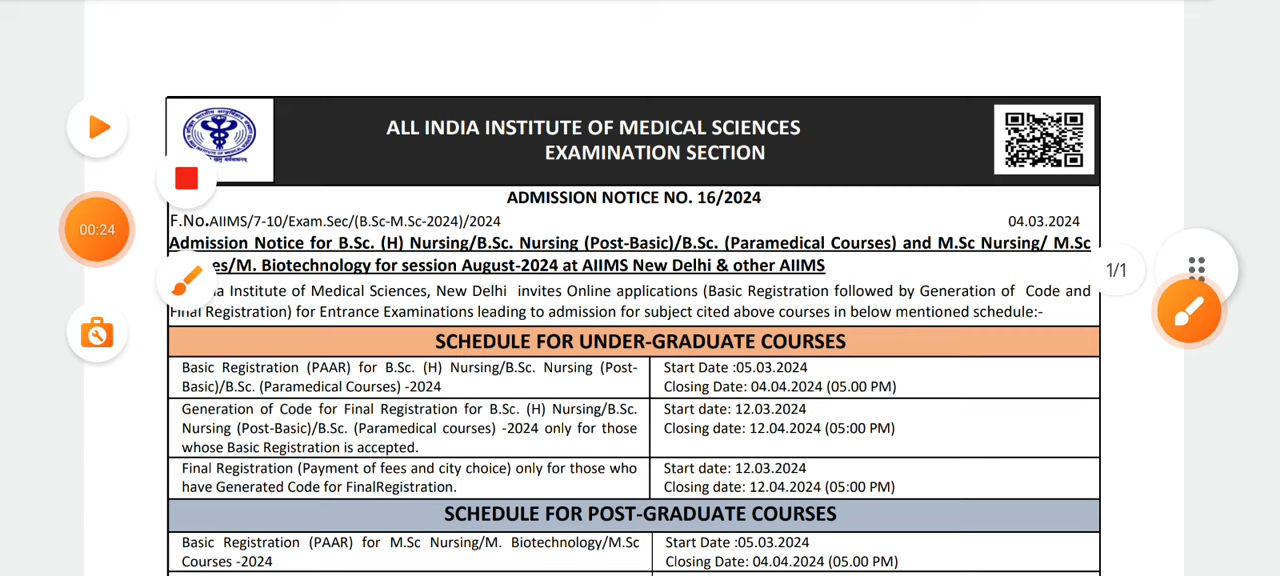 ALL INDIA INSTITUTE OF MEDICAL SCIENCES
EXAMINATION SECTION
ADMISSION NOTICE NO. 16/2024
F.No.AIIMS/7-10/Exam.Sec/(B.Sc-M.Sc-2024)/2024 04.03.2024
00:24
Admission Notice for B.Sc. (H) Nursing/B.Sc. Nursing (Post-Basic)/B.Sc. (Paramedical Courses) and M.Sc Nursing/ M.Sc
es/M. Biotechnology for session August-2024 at AIIMS New Delhi & other AIIMS
1/1
a Institute of Medical Sciences, New Delhi invites Online applications (Basic Registration followed by Generation of Code and
Final Registration) for Entrance Examinations leading to admission for subject cited above courses in below mentioned schedule:-
SCHEDULE FOR UNDER-GRADUATE COURSES
Basic Registration (PAAR) for B.Sc. (H) Nursing/B.Sc. Nursing (Post-
Basic)/B.Sc. (Paramedical Courses) -2024
Start Date :05.03.2024
Closing Date: 04.04.2024 (05.00 PM)
Generation of Code for Final Registration for B.Sc. (H) Nursing/B.Sc.
Nursing (Post-Basic)/B.Sc. (Paramedical courses) -2024 only for those
whose Basic Registration is accepted.
Start date: 12.03.2024
Closing date: 12.04.2024 (05:00 PM)
Final Registration (Payment of fees and city choice) only for those who
have Generated Code for FinalRegistration.
Start date: 12.03.2024
Closing date: 12.04.2024 (05:00 PM)
SCHEDULE FOR POST-GRADUATE COURSES
Basic Registration (PAAR) for M.Sc Nursing/M. Biotechnology/M.Sc
Courses -2024
Start Date :05.03.2024
Closing Date: 04.04.2024 (05.00 PM)